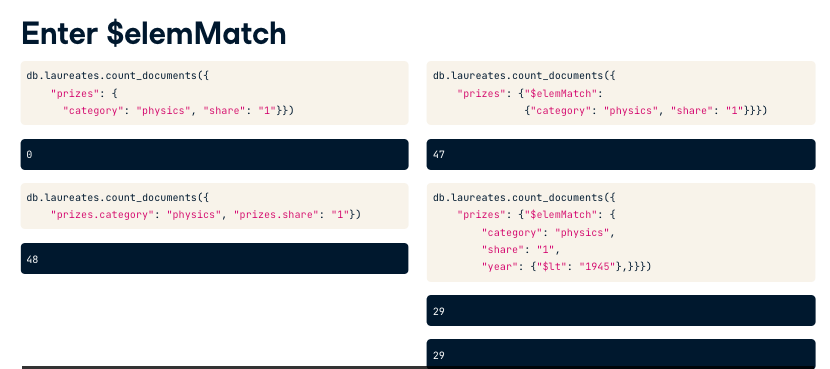 Enter $elemMatch
db.laureates.count_documents({
"prizes": {
"category": "physics", "share": "1"}})
0
db.laureates.count_documents({
"prizes.category": "physics", "prizes.share": "1"})
48
db.laureates.count_documents({
"prizes": {"$elemMatch":
{"category": "physics", "share": "1"}}})
47
db.laureates.count_documents({
"prizes": {"$elemMatch": {
"category": "physics",
"share": "1",
"year": {"$lt": "1945"},}}})
29
29